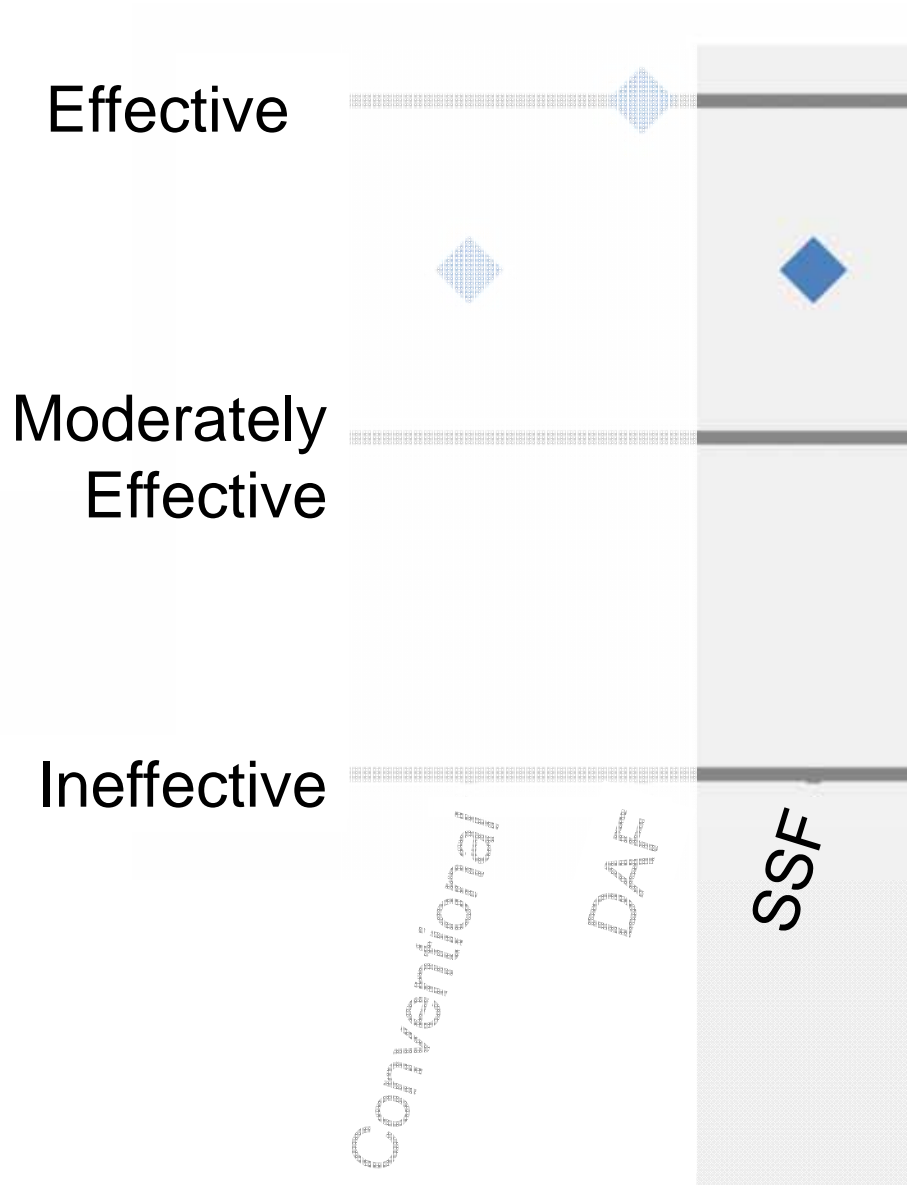 Effective
Moderately
Effective
Ineffective
Conventional
DAF
SSF